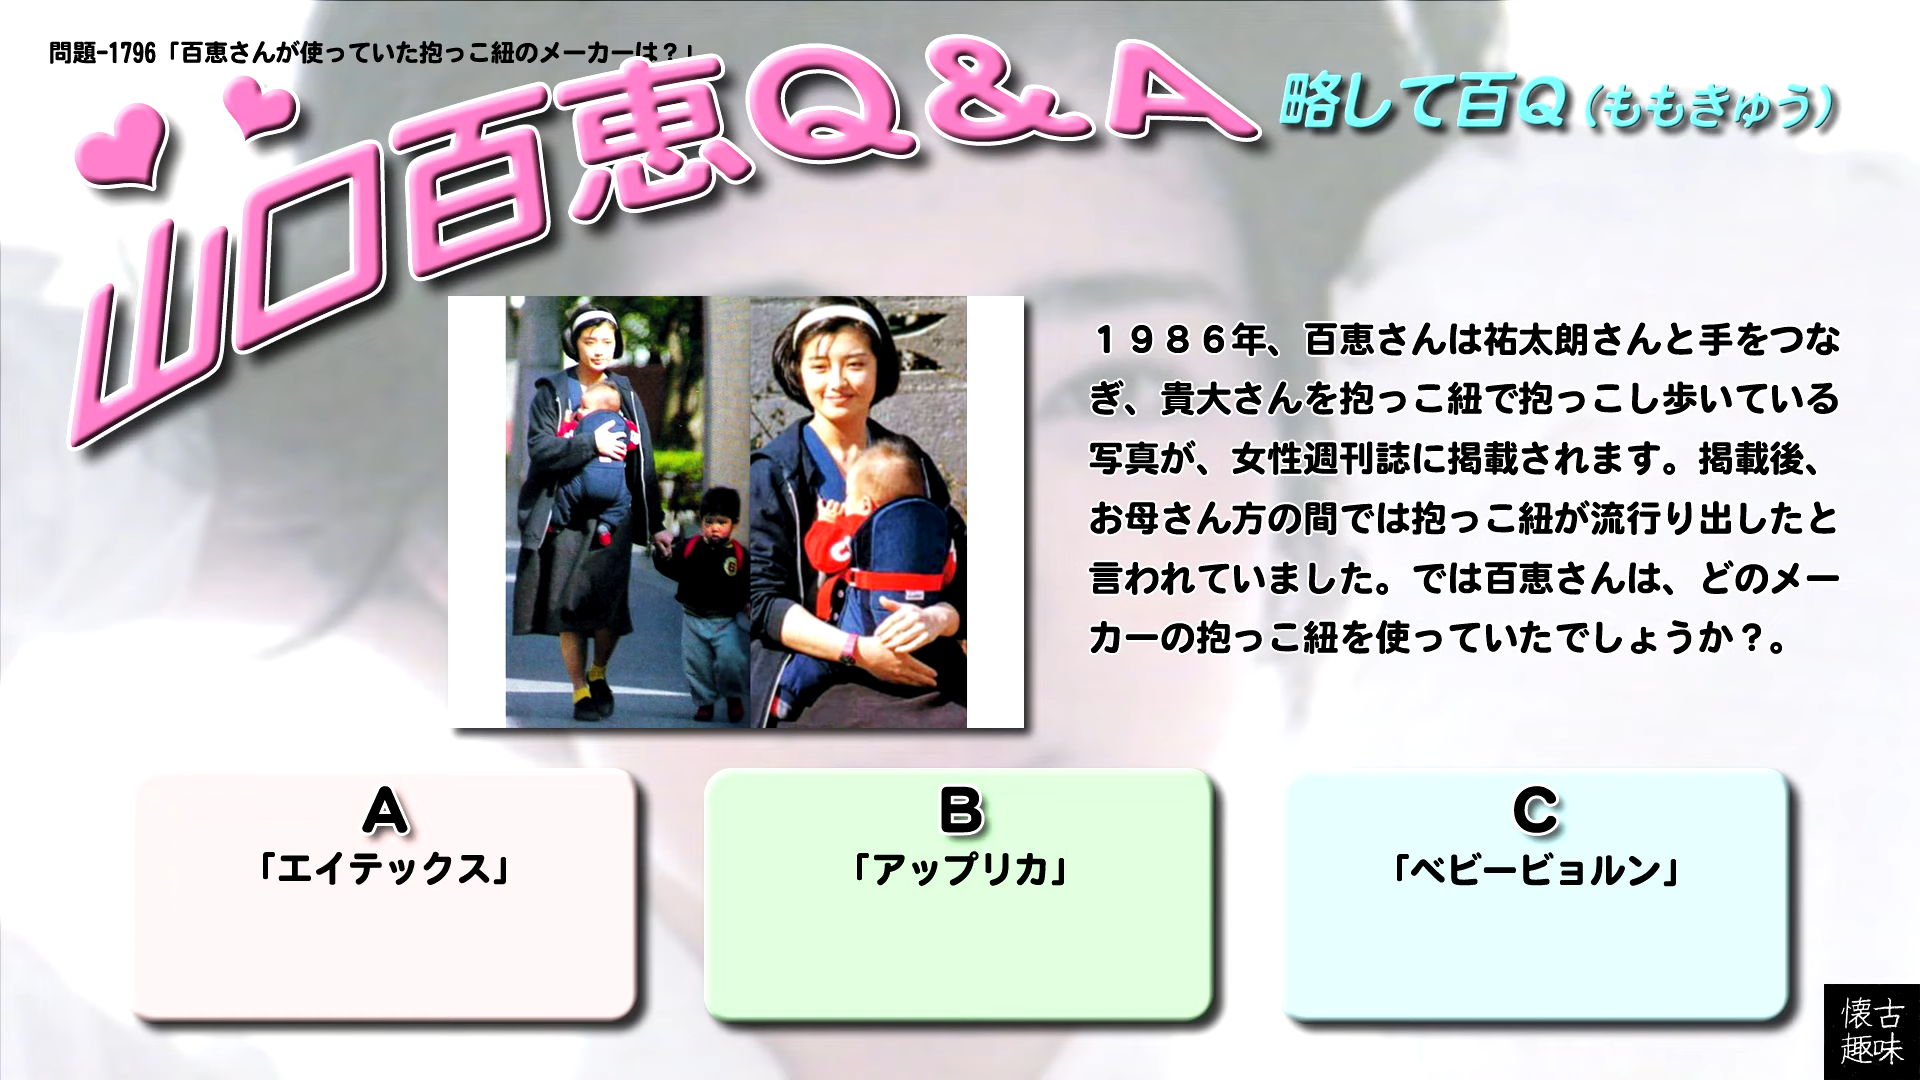 問題-1796「百恵さんが使っていた抱っこ紐のメーカーは？」
山口百恵Q&A
略して百Q（ももきゅう）
１９８６年、百恵さんは祐太朗さんと手をつな
ぎ、貴大さんを抱っこ紐で抱っこし歩いている
写真が、女性週刊誌に掲載されます。掲載後、
お母さん方の間では抱っこ紐が流行り出したと
言われていました。では百恵さんは、どのメー
カーの抱っこ紐を使っていたでしょうか？。
A
「エイテックス」
B
「アップリカ」
C
「ベビービョルン」
懐古
趣味